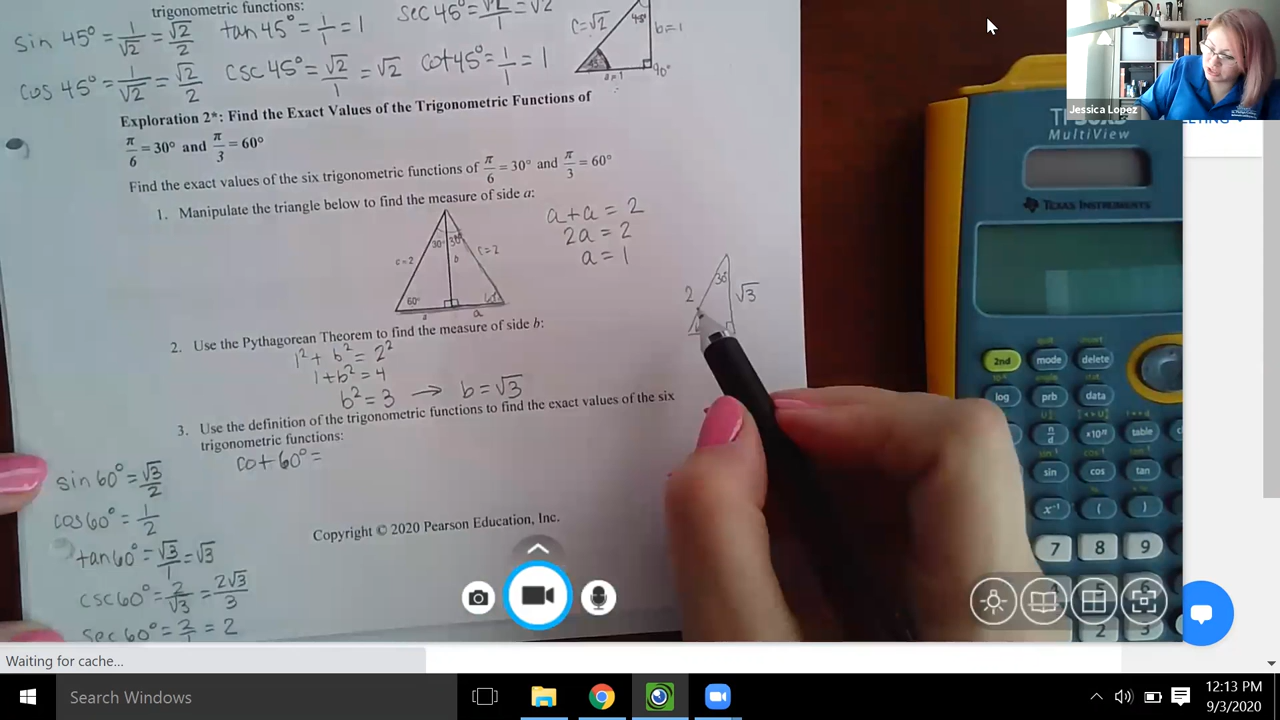 trigonometric functions:
sin 45° = 1/√2 = √2/2
tan 45° = 1/1 = 1
sec 45° = √2/1 = √2
cos 45° = 1/√2 = √2/2
csc 45° = √2/1 = √2
cot 45° = 1/1 = 1
c=√2
45°
b=1
a=1
90°
Exploration 2*: Find the Exact Values of the Trigonometric Functions of
π/6 = 30° and π/3 = 60°
Find the exact values of the six trigonometric functions of π/6 = 30° and π/3 = 60°
1. Manipulate the triangle below to find the measure of side a:
30°
30°
c=2
c=2
b
60°
a
a
a+a = 2
2a = 2
a = 1
2
30
√3
2. Use the Pythagorean Theorem to find the measure of side b:
1² + b² = 2²
1+b² = 4
b² = 3 → b = √3
3. Use the definition of the trigonometric functions to find the exact values of the six
trigonometric functions:
cot 60° =
sin 60° = √3/2
cos 60° = 1/2
tan 60° = √3/1 = √3
csc 60° = 2/√3 = 2√3/3
sec 60° = 2/1 = 2
Copyright © 2020 Pearson Education, Inc.
Jessica Lopez
MultiView
TEXAS INSTRUMENTS
2nd
mode
delete
log
prb
data
n/d
×10ⁿ
table
sin
cos
tan
x⁻¹
(
)
7
8
9
2
3
Waiting for cache...
Search Windows
12:13 PM
9/3/2020